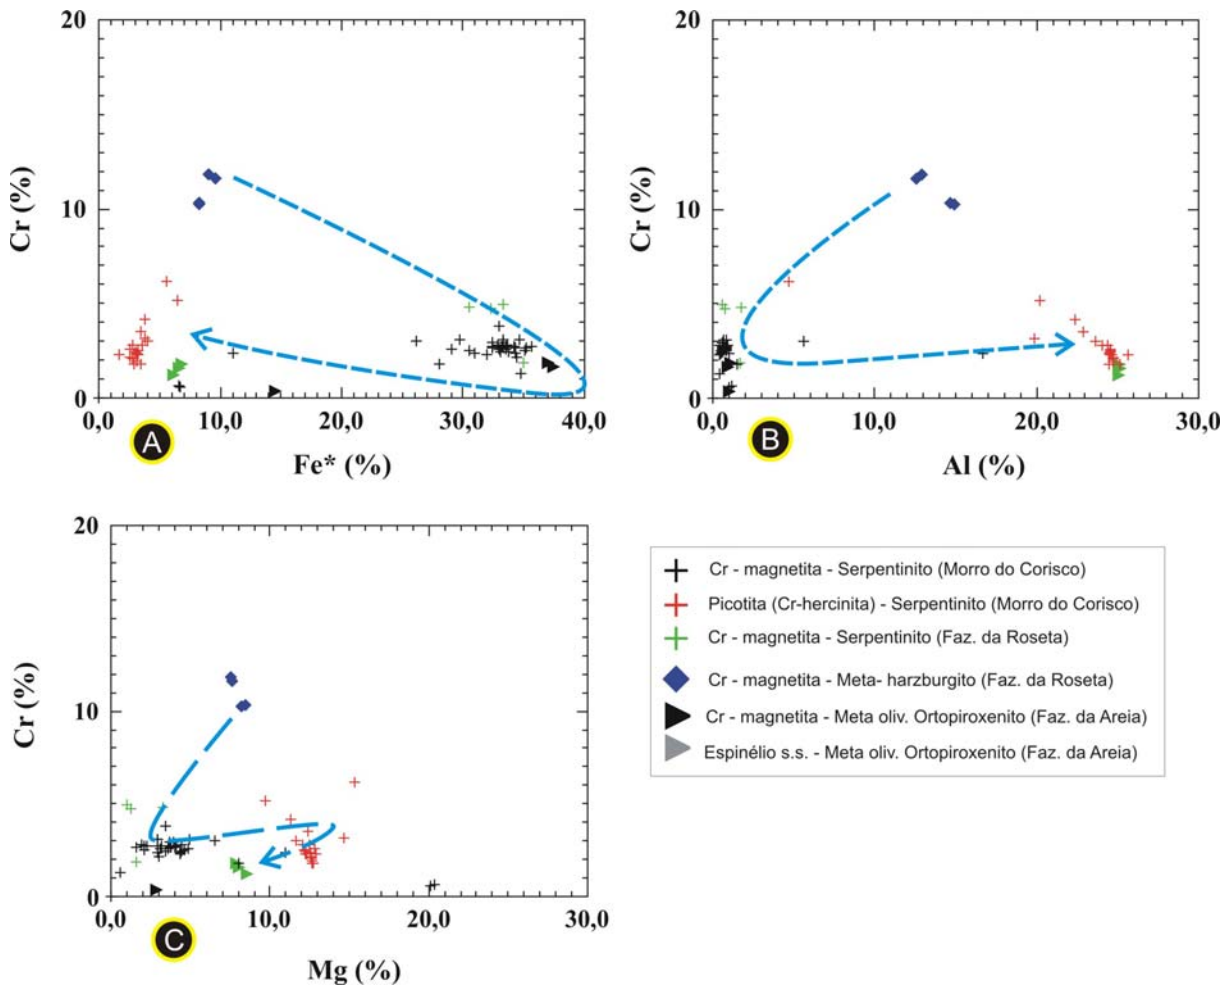 20
10
0
Cr (%)
0,0 10,0 20,0 30,0 40,0
A
Fe* (%)
20
10
0
Cr (%)
0,0 10,0 20,0 30,0
B
Al (%)
20
10
0
Cr (%)
0,0 10,0 20,0 30,0
C
Mg (%)
Cr - magnetita - Serpentinito (Morro do Corisco)
Picotita (Cr-hercinita) - Serpentinito (Morro do Corisco)
Cr - magnetita - Serpentinito (Faz. da Roseta)
Cr - magnetita - Meta- harzburgito (Faz. da Roseta)
Cr - magnetita - Meta oliv. Ortopiroxenito (Faz. da Areia)
Espinélio s.s. - Meta oliv. Ortopiroxenito (Faz. da Areia)